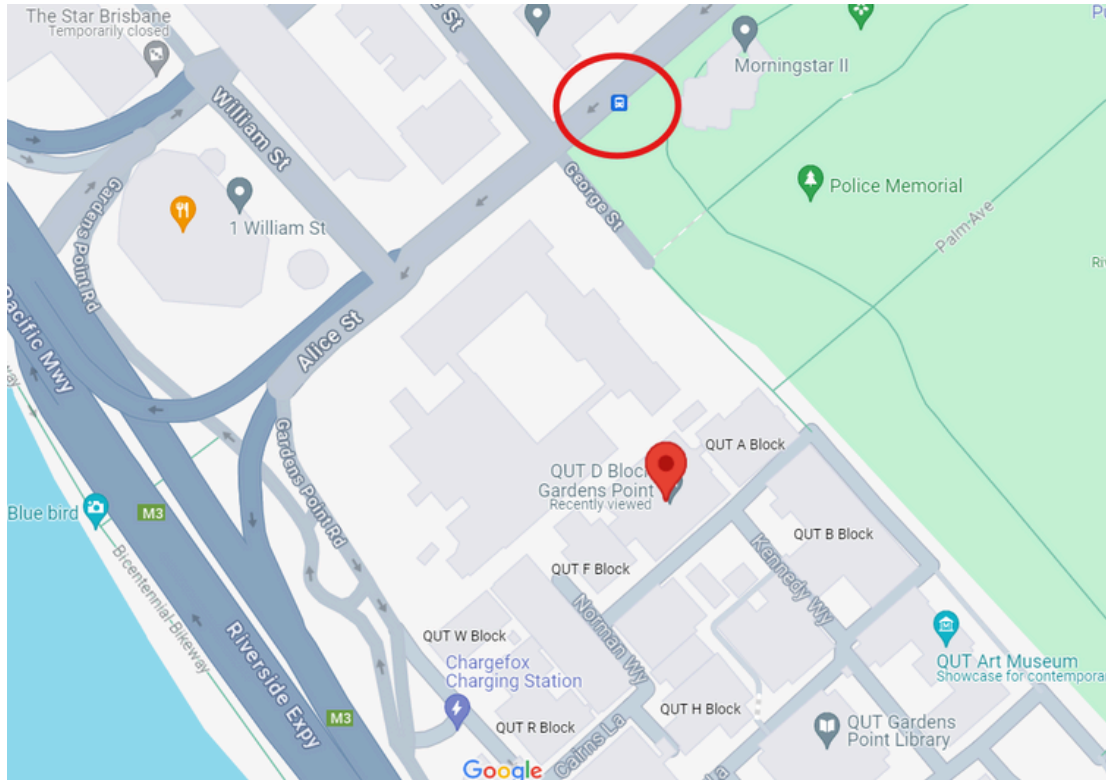 The Star Brisbane
Temporarily closed
Morningstar II
William St
Gardens Point Rd
1 William St
George St
Police Memorial
Palm Ave
Pacific Mwy
Alice St
Gardens Point Rd
QUT A Block
QUT D Block
Gardens Point
Recently viewed
Blue bird
M3
QUT B Block
Bicentennial Bikeway
QUT F Block
Kennedy Wy
Norman Wy
QUT W Block
Riverside Expy
Chargefox
Charging Station
QUT Art Museum
Showcase for contempora
M3
QUT R Block
QUT H Block
QUT Gardens
Point Library
Cairns La
Google